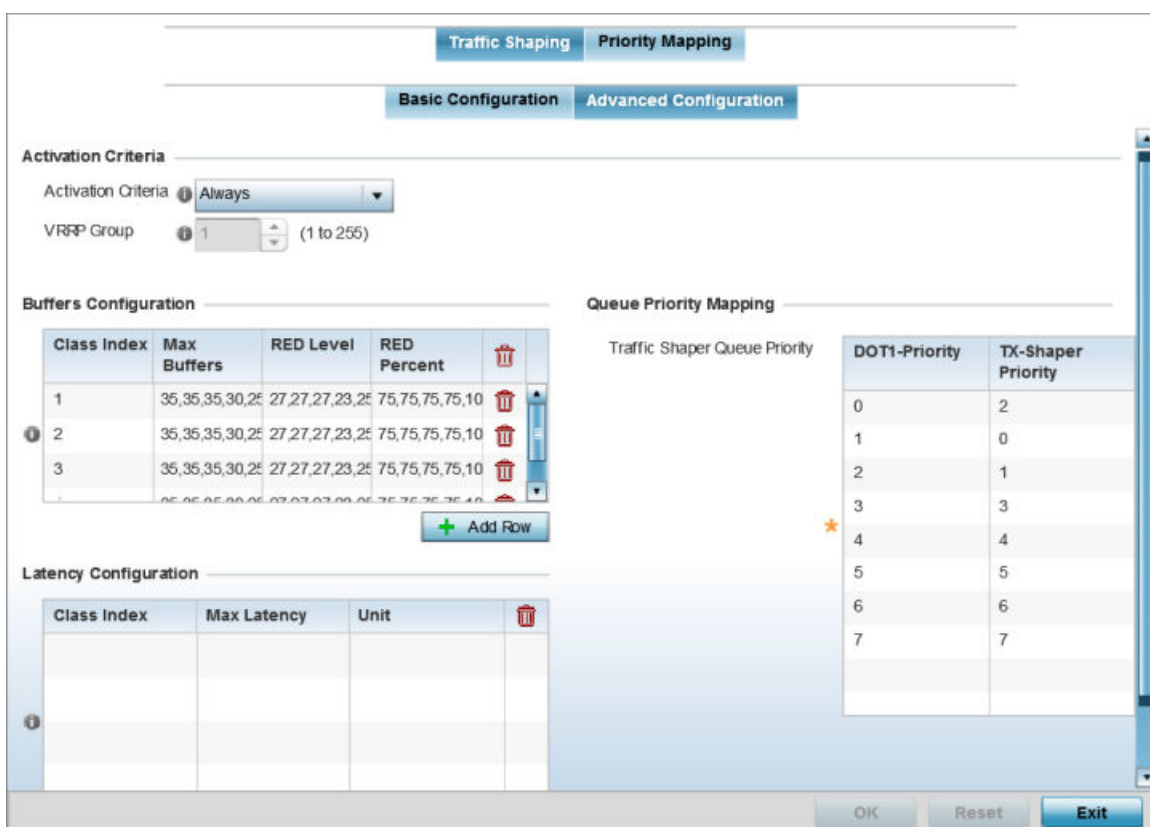 Traffic Shaping Priority Mapping
Basic Configuration Advanced Configuration
Activation Criteria
Activation Criteria Always
VRRP Group 1 (1 to 255)
Buffers Configuration
Class Index Max Buffers RED Level RED Percent
1 35,35,35,30,25 27,27,27,23,25 75,75,75,75,10
2 35,35,35,30,25 27,27,27,23,25 75,75,75,75,10
3 35,35,35,30,25 27,27,27,23,25 75,75,75,75,10
Add Row
Latency Configuration
Class Index Max Latency Unit
Queue Priority Mapping
Traffic Shaper Queue Priority
DOT1-Priority TX-Shaper Priority
0 2
1 0
2 1
3 3
4 4
5 5
6 6
7 7
OK Reset Exit